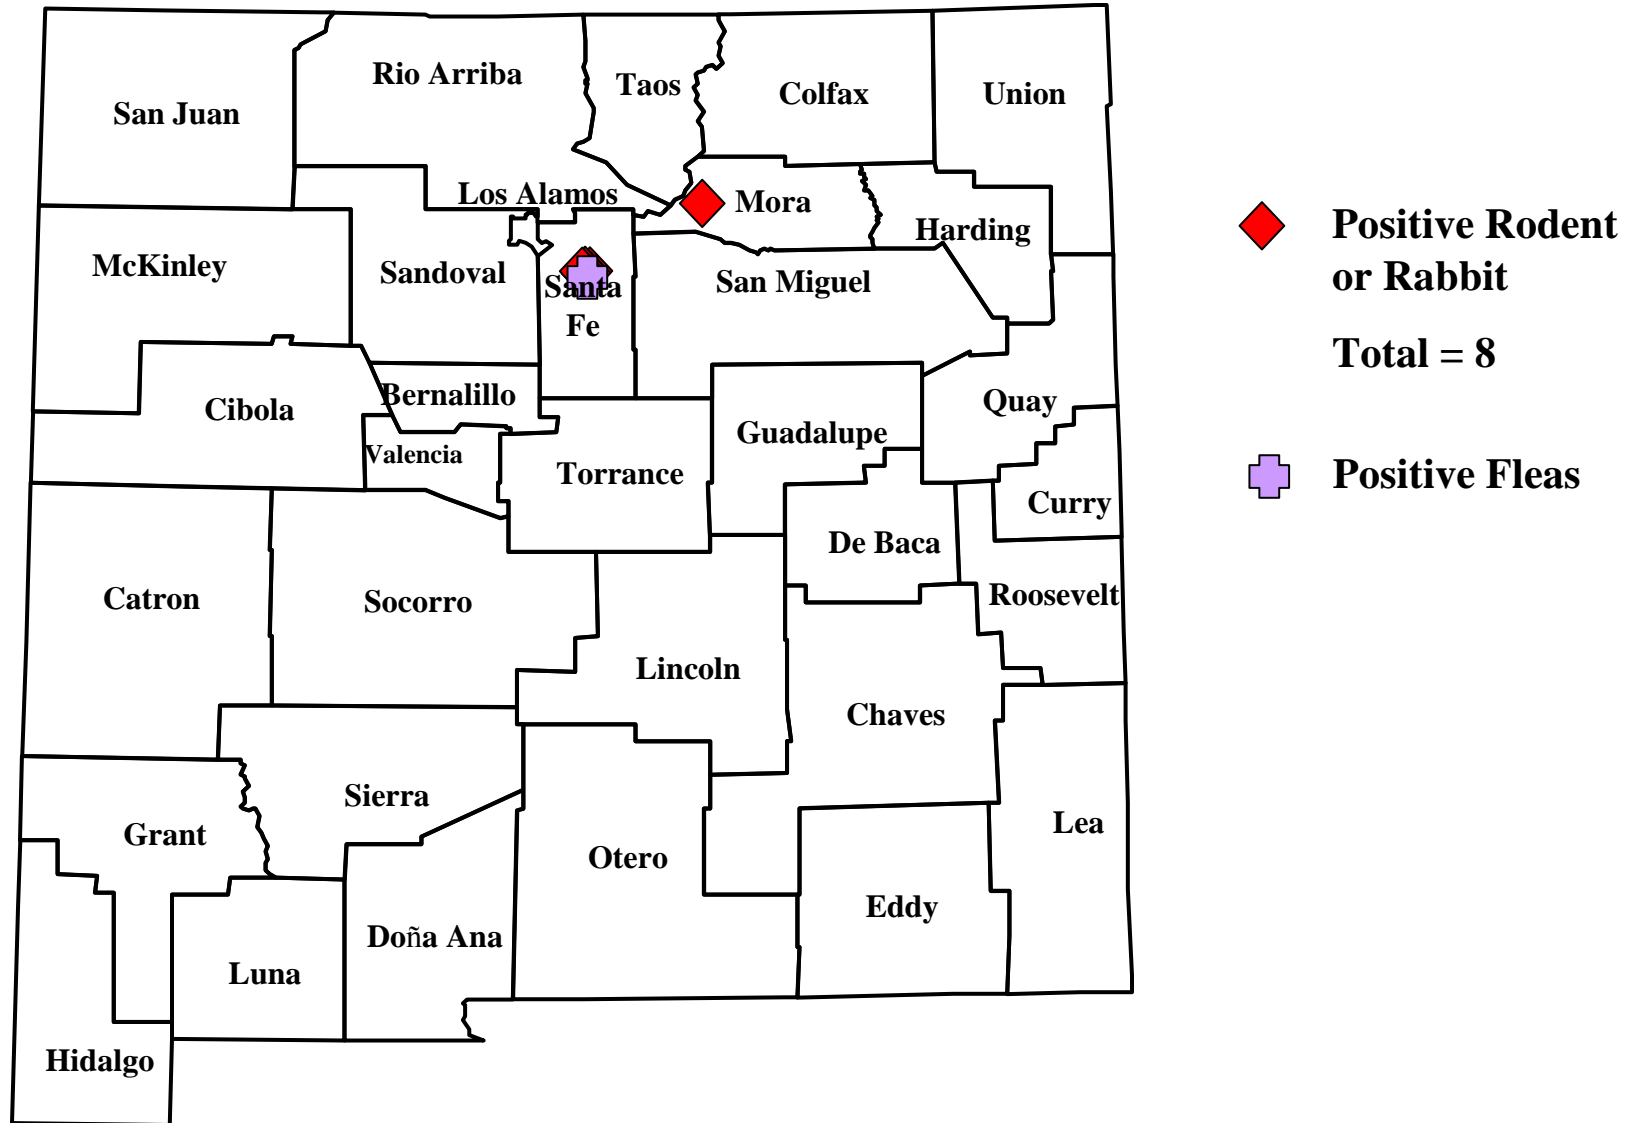 Rio Arriba
Taos
Colfax
Union
San Juan
Los Alamos
Mora
Harding
McKinley
Sandoval
Santa
Fe
San Miguel
Bernalillo
Cibola
Quay
Guadalupe
Valencia
Torrance
Curry
De Baca
Catron
Socorro
Roosevelt
Lincoln
Chaves
Sierra
Grant
Lea
Otero
Eddy
Doña Ana
Luna
Hidalgo
Positive Rodent
or Rabbit
Total = 8
Positive Fleas